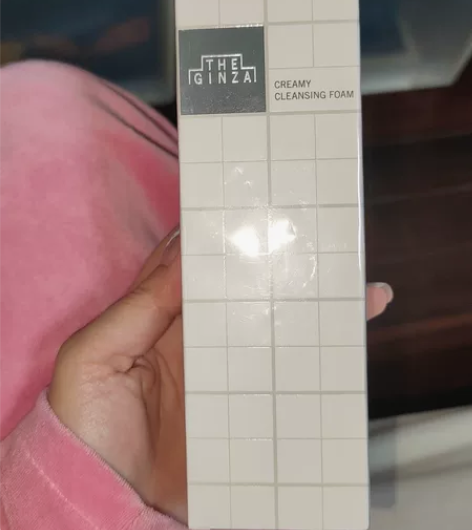 THE
GINZA
CREAMY
CLEANSING FOAM